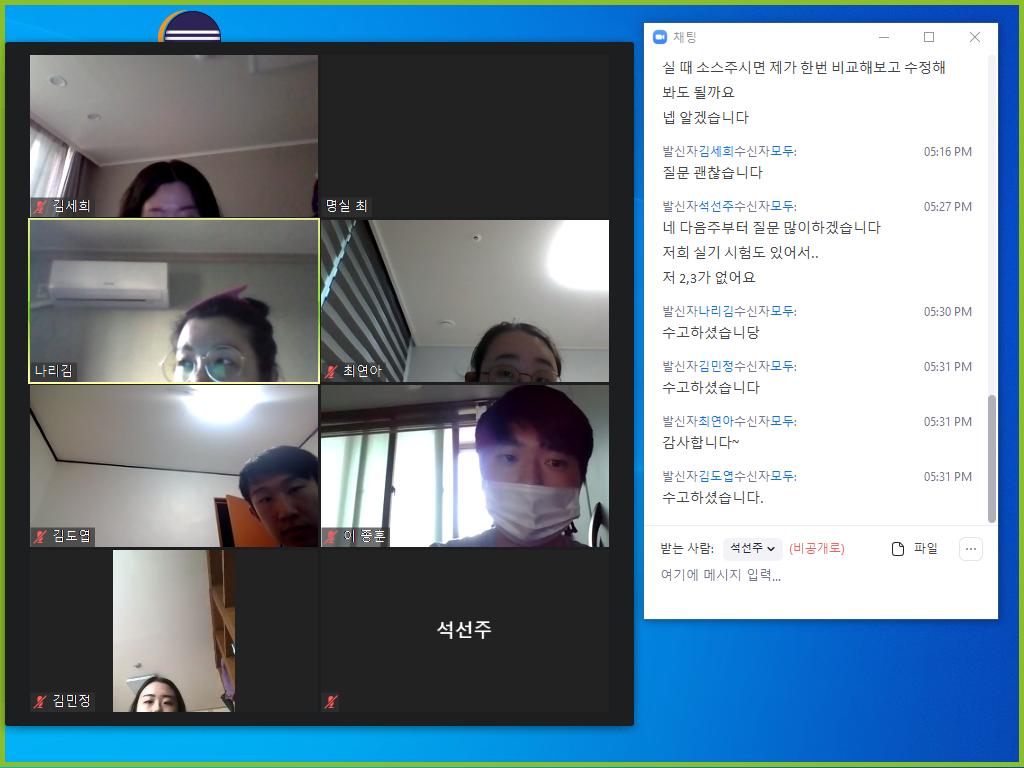 김세희
명실 최
나리김
최연아
김도엽
이 종훈
김민정
석선주
채팅
실 때 소스주시면 제가 한번 비교해보고 수정해
봐도 될까요
넵 알겠습니다
발신자김세희수신자모두: 05:16 PM
질문 괜찮습니다
발신자석선주수신자모두: 05:27 PM
네 다음주부터 질문 많이하겠습니다
저희 실기 시험도 있어서..
저 2,3가 없어요
발신자나리김수신자모두: 05:30 PM
수고하셨습니당
발신자김민정수신자모두: 05:31 PM
수고하셨습니다
발신자최연아수신자모두: 05:31 PM
감사합니다~
발신자김도엽수신자모두: 05:31 PM
수고하셨습니다.
받는 사람: 석선주 (비공개로) 파일
여기에 메시지 입력...